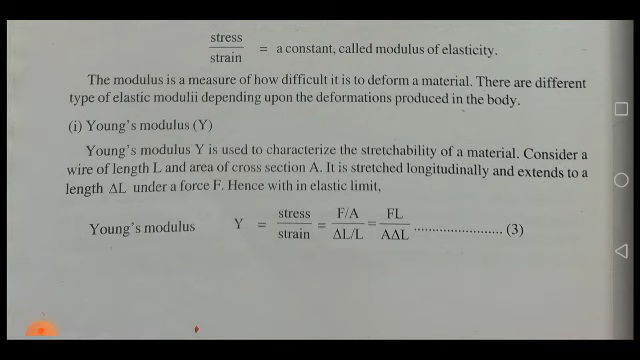 stress
strain = a constant, called modulus of elasticity.
The modulus is a measure of how difficult it is to deform a material. There are different
type of elastic modulii depending upon the deformations produced in the body.
(i) Young's modulus (Y)
Young's modulus Y is used to characterize the stretchability of a material. Consider a
wire of length L and area of cross section A. It is stretched longitudinally and extends to a
length ΔL under a force F. Hence with in elastic limit,
Young's modulus Y = stress/strain = F/A / ΔL/L = FL/AΔL ........................ (3)